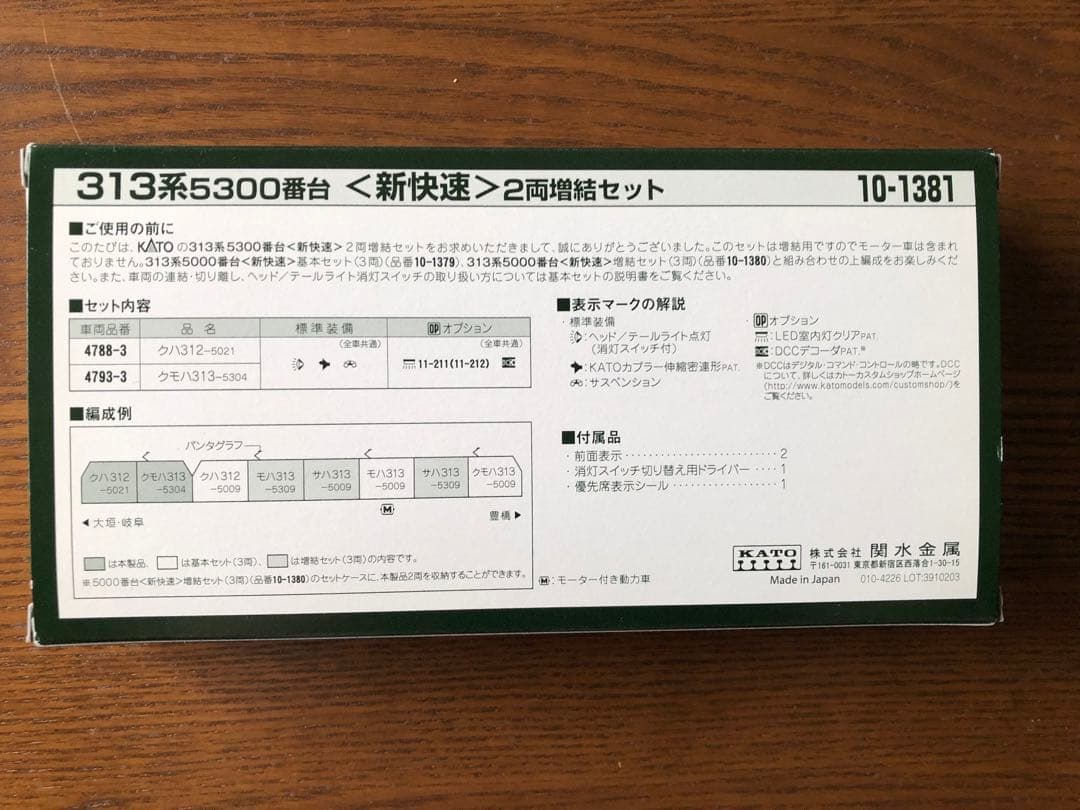 313系5300番台 <新快速> 2両増結セット 10-1381
■ご使用の前に
このたびは、KATOの313系5300番台<新快速>2両増結セットをお求めいただきまして、誠にありがとうございました。このセットは増結用ですのでモーター車は含まれ
ておりません。313系5000番台<新快速>基本セット(3両)(品番10-1379)、313系5000番台<新快速>増結セット(3両)(品番10-1380)と組み合わせの上編成をお楽しみくだ
さい。また、車両の連結・切り離し、ヘッド/テールライト消灯スイッチの取り扱い方については基本セットの説明書をご覧ください。
■セット内容
車両品番 品 名 標準装備 OP オプション
(全車共通) (全車共通)
4788-3 クハ312-5021
11-211(11-212) DCC
4793-3 クモハ313-5304
■表示マークの解説
・標準装備
:ヘッド/テールライト点灯
(消灯スイッチ付)
:KATOカプラー伸縮密連形PAT.
:サスペンション
・OP オプション
:LED室内灯クリアPAT.
DCC:DCCデコーダPAT.※
※DCCはデジタル・コマンド・コントロールの略です。DCC
について、詳しくはカトーカスタムショップホームページ
(http://www.katomodels.com/customshop/)を
ご覧ください。
■編成例
パンタグラフ
クハ312 クモハ313 クハ312 モハ313 サハ313 モハ313 サハ313 クモハ313
-5021 -5304 -5009 -5309 -5009 -5009 -5309 -5009
M
◀大垣・岐阜 豊橋▶
は本製品、 は基本セット(3両)、 は増結セット(3両)の内容です。
※5000番台<新快速>増結セット(3両)(品番10-1380)のセットケースに、本製品2両を収納することができます。
M:モーター付き動力車
■付属品
・前面表示 2
・消灯スイッチ切り替え用ドライバー 1
・優先席表示シール 1
KATO 株式会社 関水金属
〒161-0031 東京都新宿区西落合1-30-15
Made in Japan 010-4226 LOT:3910203